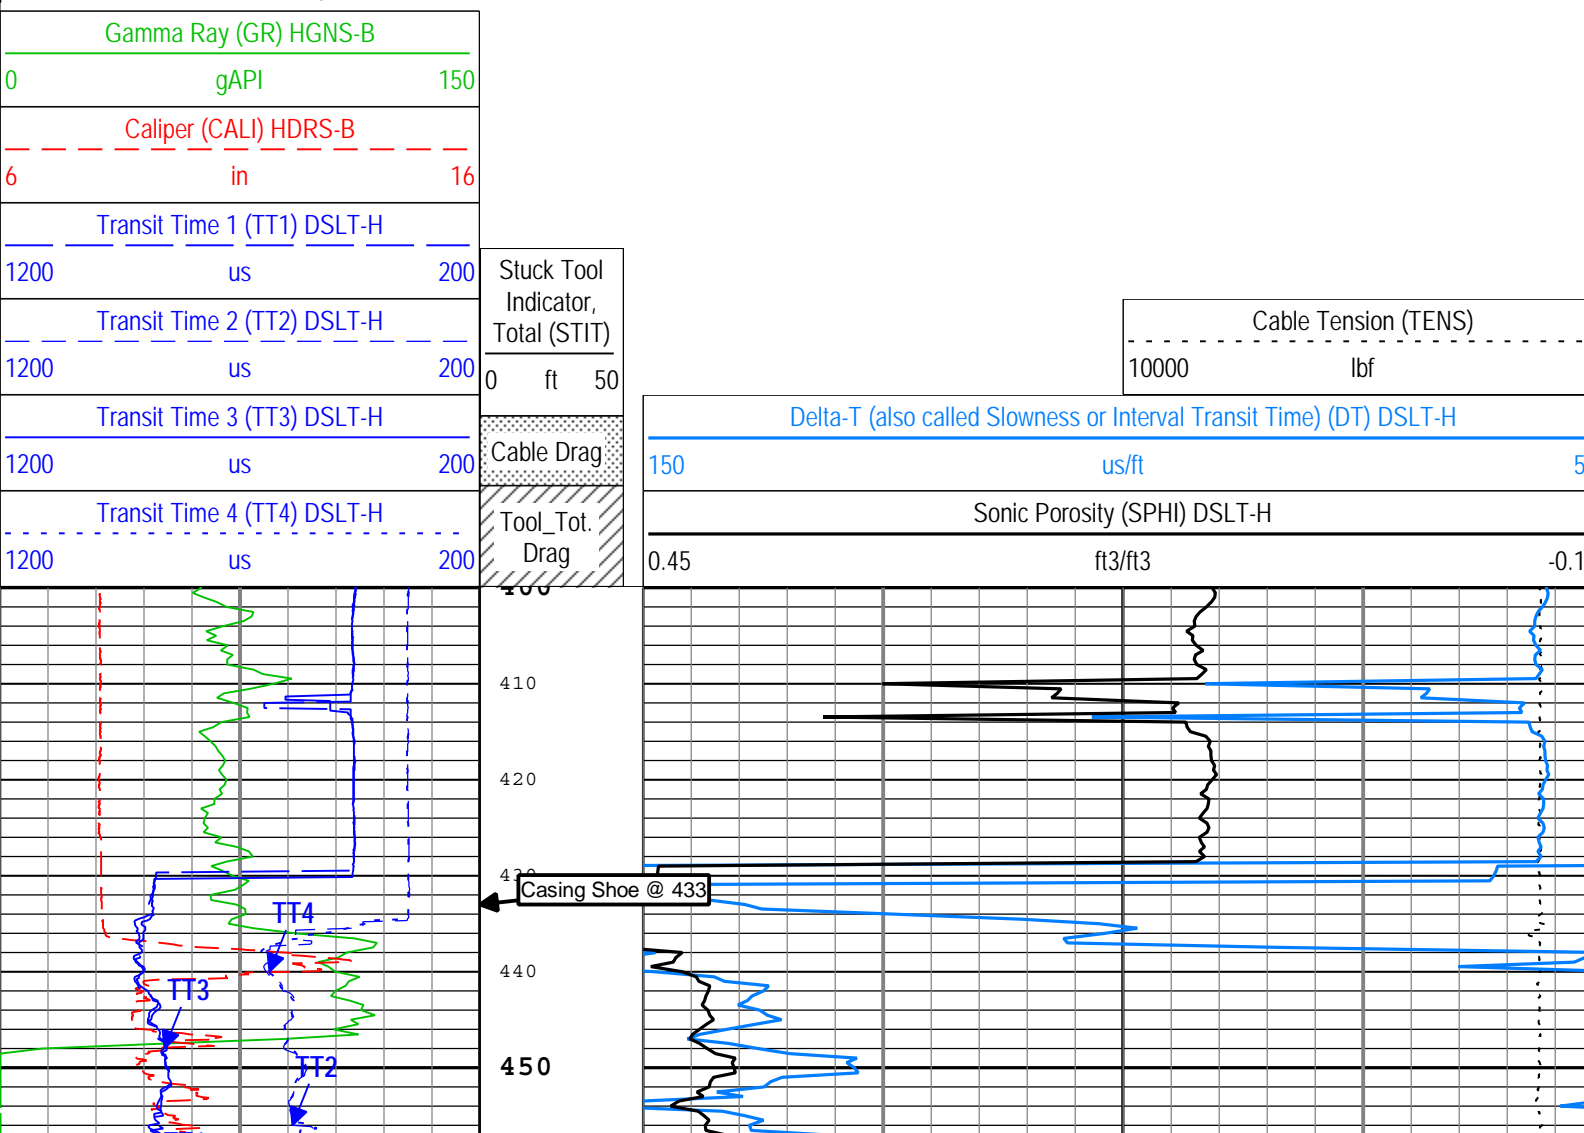 Gamma Ray (GR) HGNS-B
0 gAPI 150
Caliper (CALI) HDRS-B
6 in 16
Transit Time 1 (TT1) DSLT-H
1200 us 200
Transit Time 2 (TT2) DSLT-H
1200 us 200
Transit Time 3 (TT3) DSLT-H
1200 us 200
Transit Time 4 (TT4) DSLT-H
1200 us 200
Stuck Tool
Indicator,
Total (STIT)
0 ft 50
Cable Drag
Tool_Tot.
Drag
Cable Tension (TENS)
10000 lbf
Delta-T (also called Slowness or Interval Transit Time) (DT) DSLT-H
150 us/ft 5
Sonic Porosity (SPHI) DSLT-H
0.45 ft3/ft3 -0.1
400
410
420
430
Casing Shoe @ 433
TT4
440
TT3
450
TT2